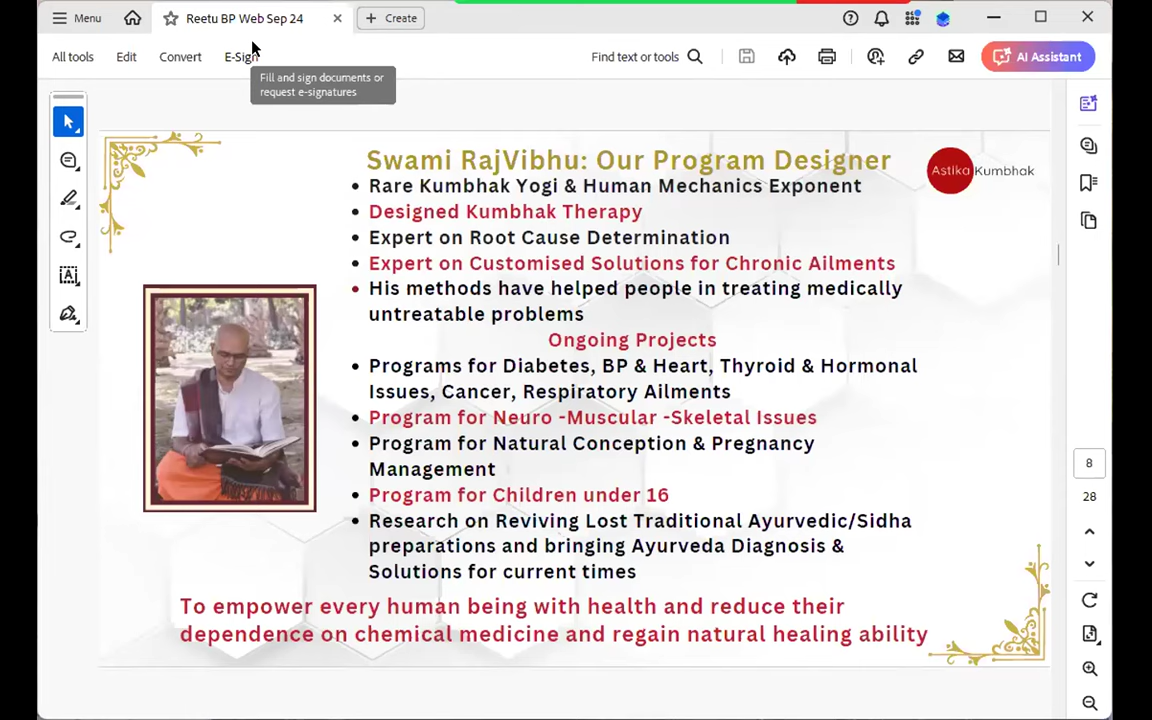 Menu
Reetu BP Web Sep 24
Create
All tools
Edit
Convert
E-Sign
Find text or tools
AI Assistant
Fill and sign documents or
request e-signatures
Swami RajVibhu: Our Program Designer
Astika Kumbhak
Rare Kumbhak Yogi & Human Mechanics Exponent
Designed Kumbhak Therapy
Expert on Root Cause Determination
Expert on Customised Solutions for Chronic Ailments
His methods have helped people in treating medically
untreatable problems
Ongoing Projects
Programs for Diabetes, BP & Heart, Thyroid & Hormonal
Issues, Cancer, Respiratory Ailments
Program for Neuro -Muscular -Skeletal Issues
Program for Natural Conception & Pregnancy
Management
Program for Children under 16
Research on Reviving Lost Traditional Ayurvedic/Sidha
preparations and bringing Ayurveda Diagnosis &
Solutions for current times
To empower every human being with health and reduce their
dependence on chemical medicine and regain natural healing ability
8
28